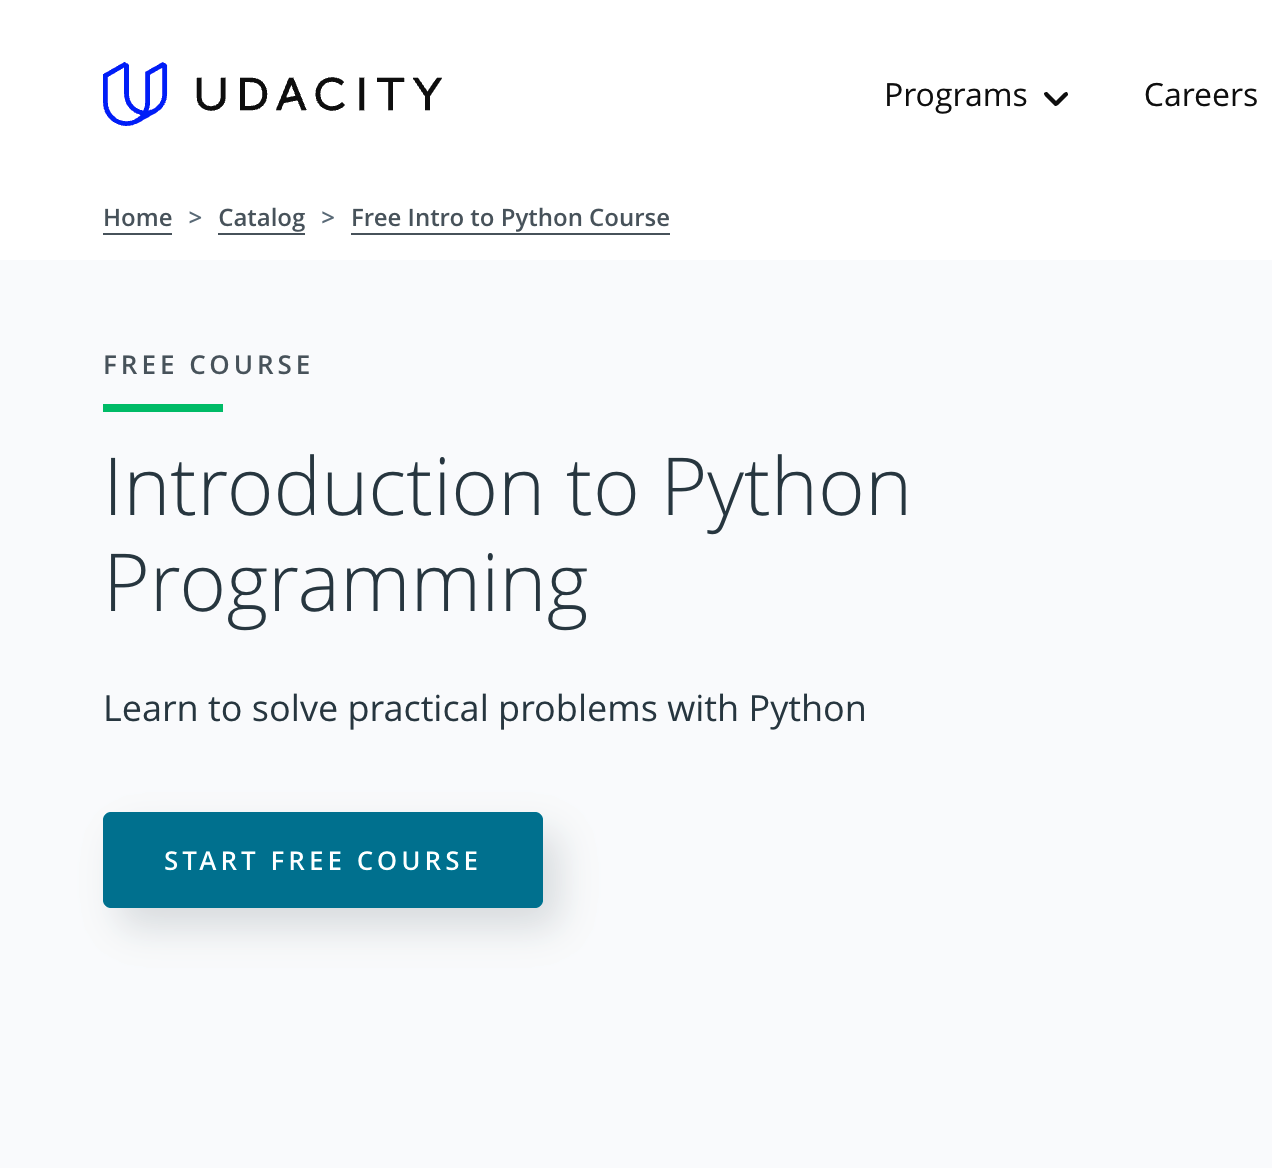 UDACITY
Programs
Careers
Home > Catalog > Free Intro to Python Course
FREE COURSE
Introduction to Python
Programming
Learn to solve practical problems with Python
START FREE COURSE